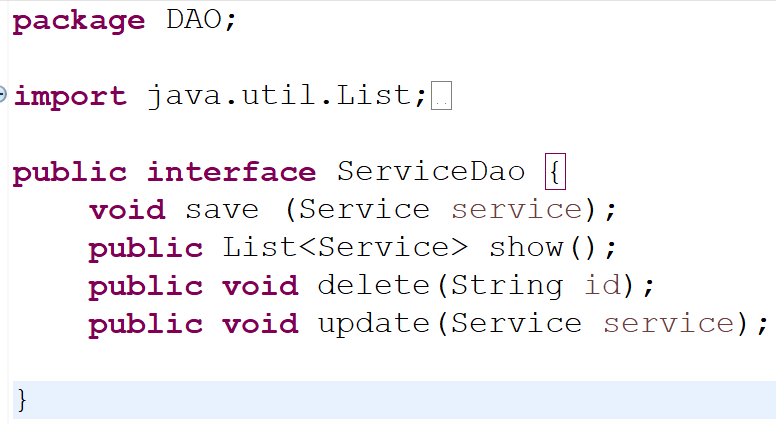 package DAO;
import java.util.List;
public interface ServiceDao {
void save (Service service);
public List<Service> show();
public void delete(String id);
public void update(Service service);
}